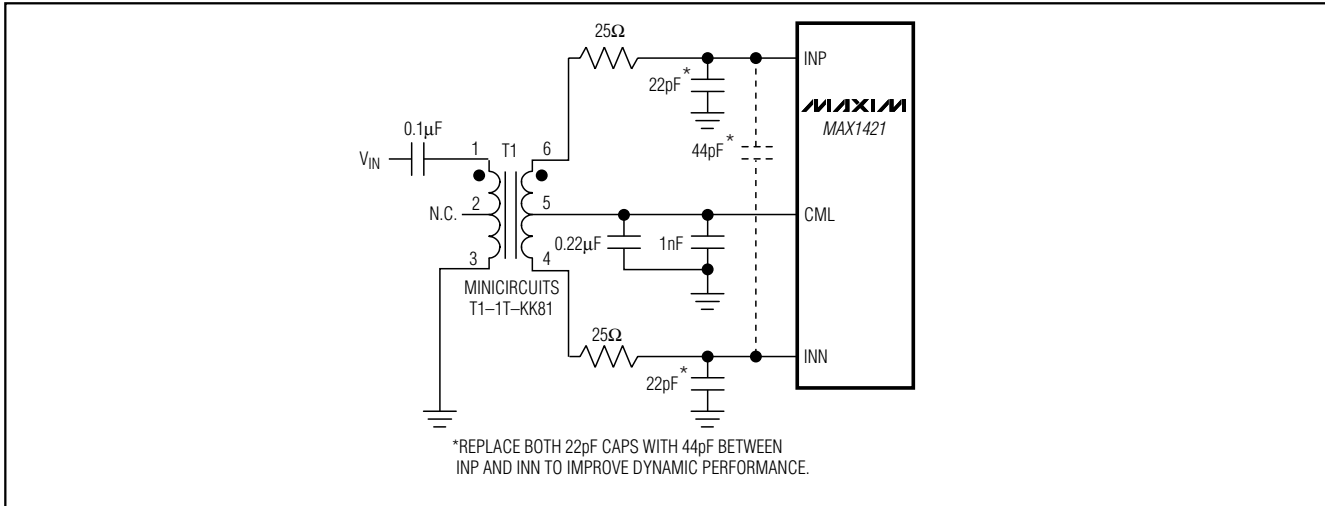 25Ω
INP
22pF*
MAXIM
MAX1421
0.1μF
44pF*
1
T1
6
VIN
N.C.
2
5
CML
0.22μF
1nF
3
4
MINICIRCUITS
T1–1T–KK81
25Ω
INN
22pF*
*REPLACE BOTH 22pF CAPS WITH 44pF BETWEEN
INP AND INN TO IMPROVE DYNAMIC PERFORMANCE.